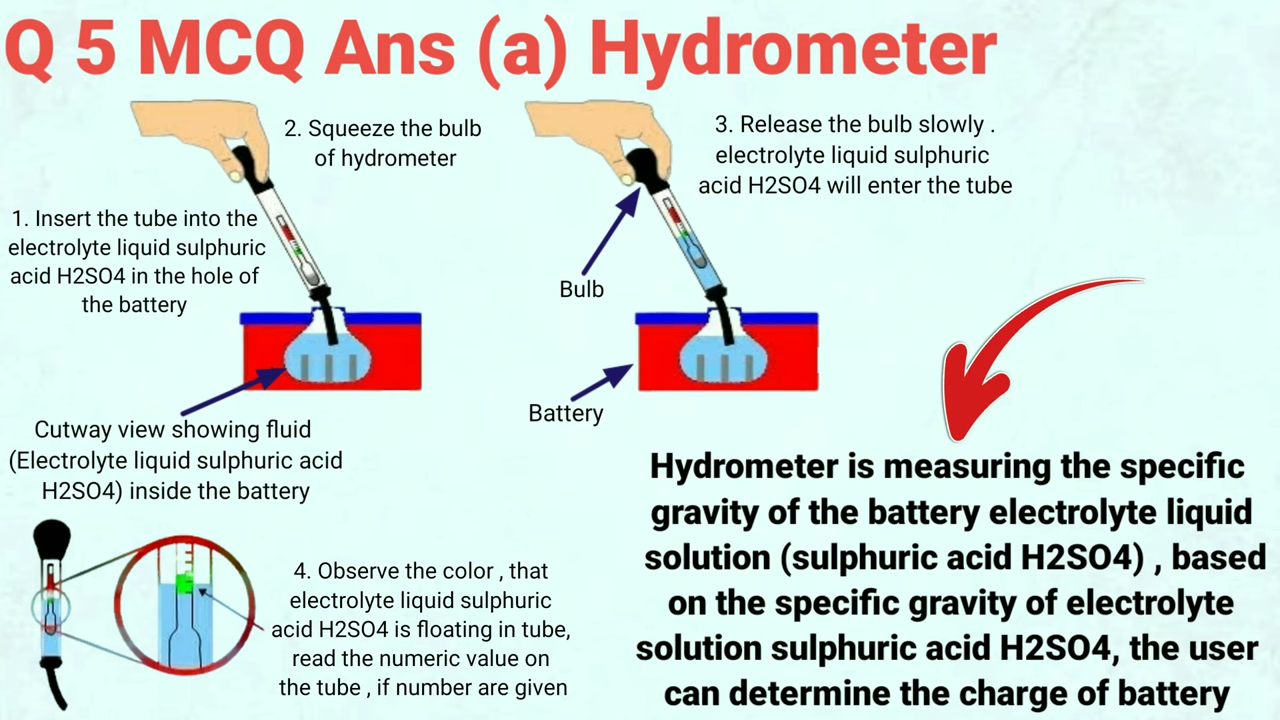 Q 5 MCQ Ans (a) Hydrometer
1. Insert the tube into the
electrolyte liquid sulphuric
acid H2SO4 in the hole of
the battery
2. Squeeze the bulb
of hydrometer
3. Release the bulb slowly .
electrolyte liquid sulphuric
acid H2SO4 will enter the tube
Bulb
Battery
Cutway view showing fluid
(Electrolyte liquid sulphuric acid
H2SO4) inside the battery
4. Observe the color , that
electrolyte liquid sulphuric
acid H2SO4 is floating in tube,
read the numeric value on
the tube , if number are given
Hydrometer is measuring the specific
gravity of the battery electrolyte liquid
solution (sulphuric acid H2SO4) , based
on the specific gravity of electrolyte
solution sulphuric acid H2SO4, the user
can determine the charge of battery